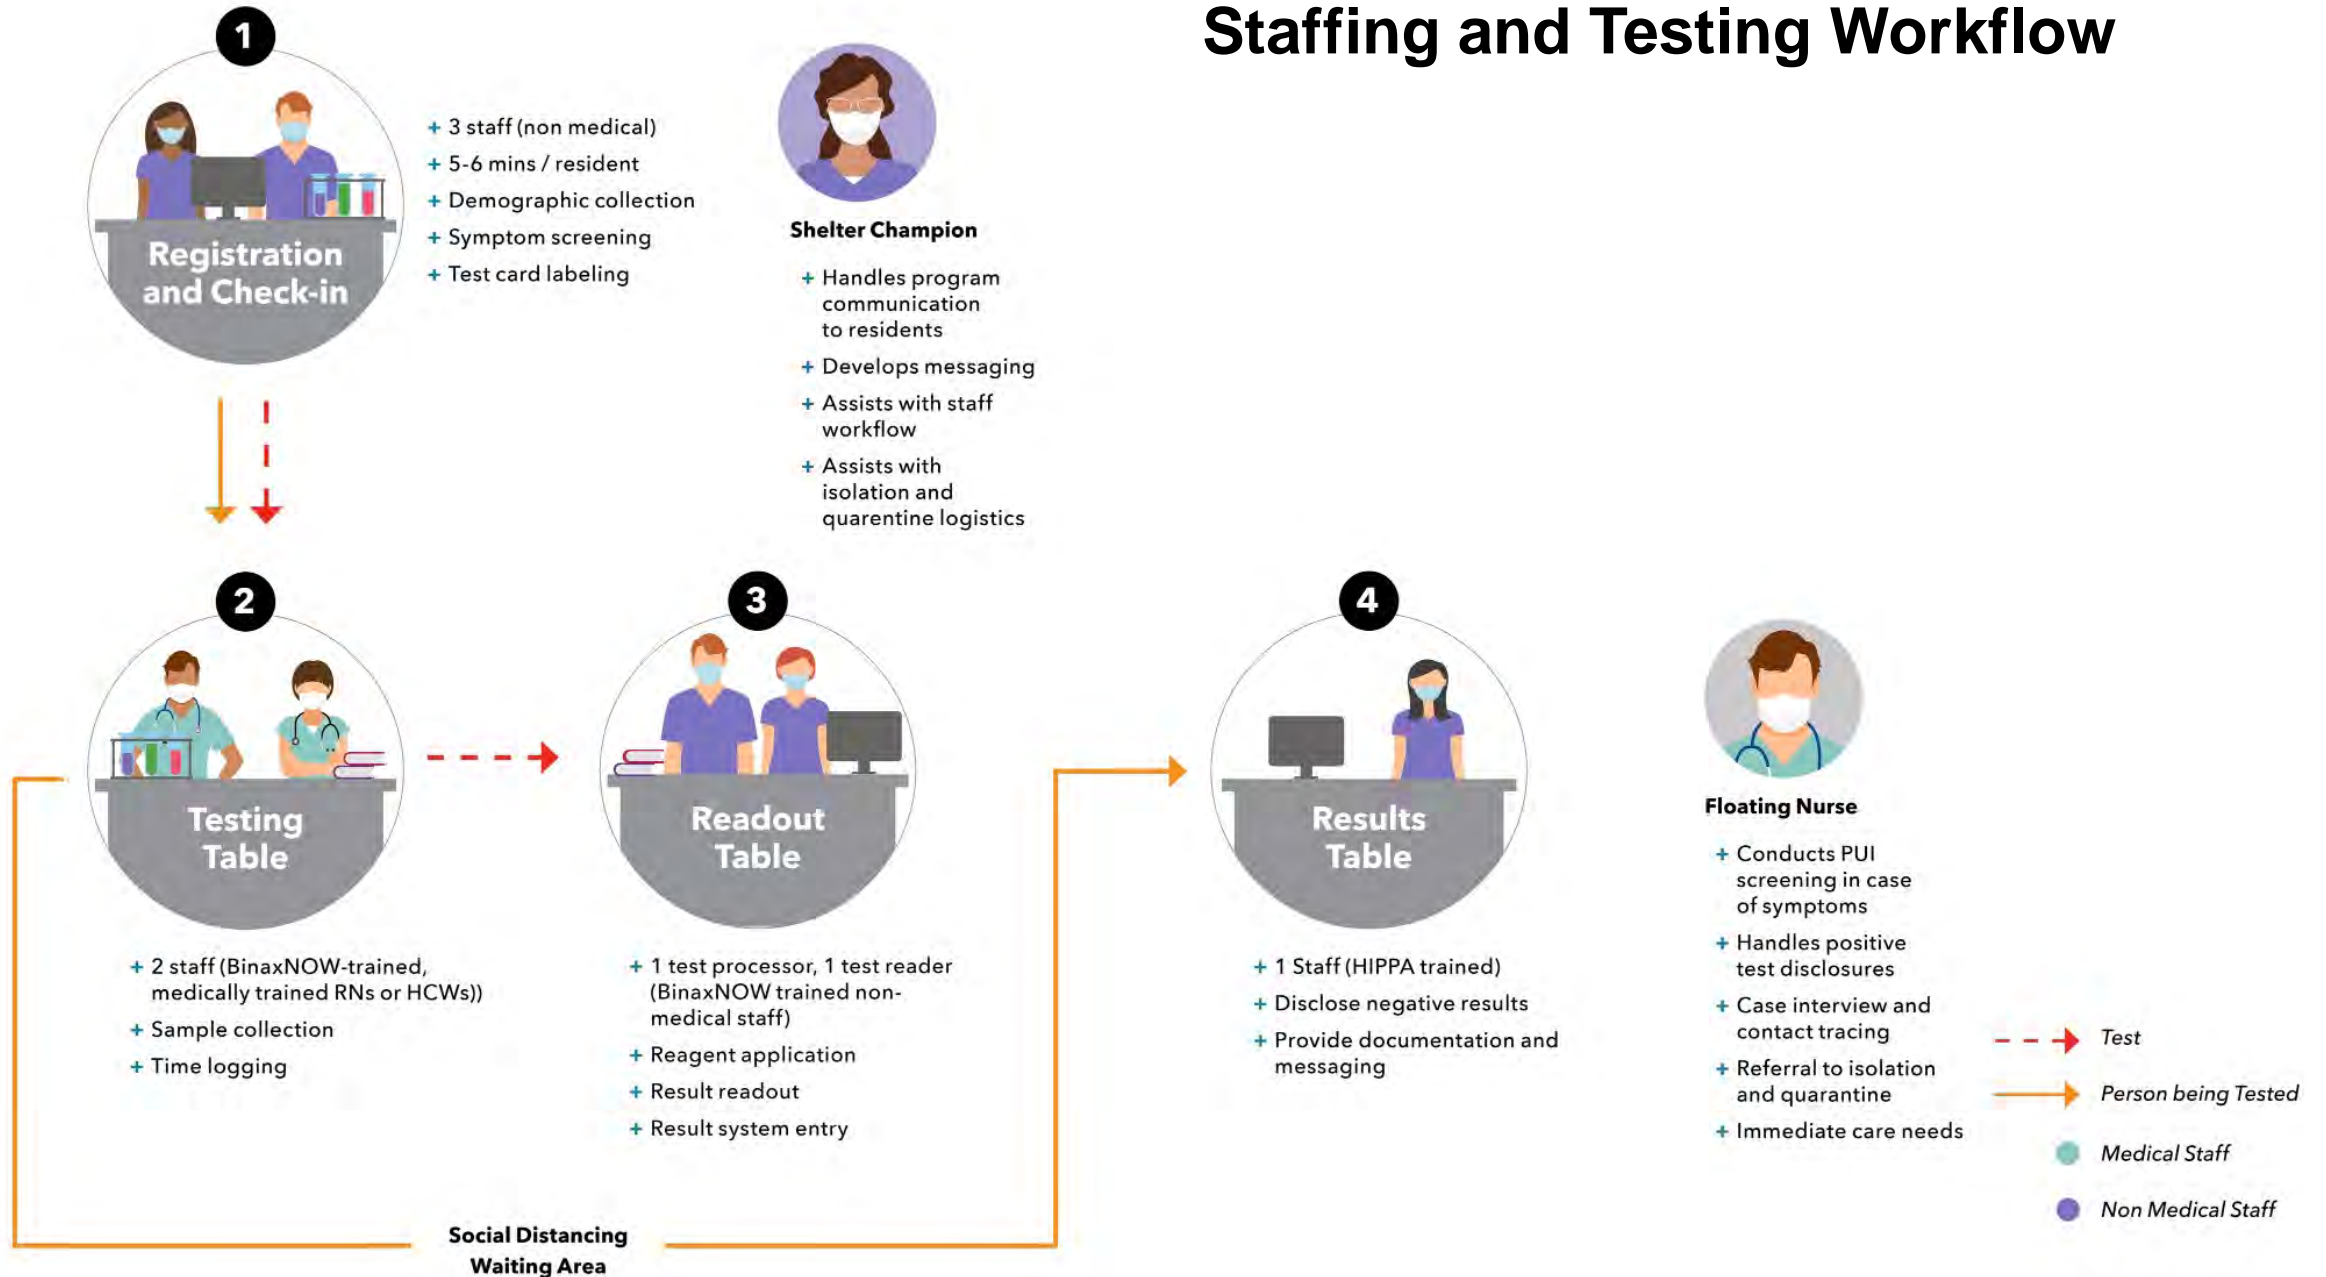 Staffing and Testing Workflow
1
Registration
and Check-in
+ 3 staff (non medical)
+ 5-6 mins / resident
+ Demographic collection
+ Symptom screening
+ Test card labeling
Shelter Champion
+ Handles program
communication
to residents
+ Develops messaging
+ Assists with staff
workflow
+ Assists with
isolation and
quarentine logistics
2
Testing
Table
+ 2 staff (BinaxNOW-trained,
medically trained RNs or HCWs))
+ Sample collection
+ Time logging
3
Readout
Table
+ 1 test processor, 1 test reader
(BinaxNOW trained non-
medical staff)
+ Reagent application
+ Result readout
+ Result system entry
4
Results
Table
+ 1 Staff (HIPPA trained)
+ Disclose negative results
+ Provide documentation and
messaging
Floating Nurse
+ Conducts PUI
screening in case
of symptoms
+ Handles positive
test disclosures
+ Case interview and
contact tracing
+ Referral to isolation
and quarantine
+ Immediate care needs
Test
Person being Tested
Medical Staff
Non Medical Staff
Social Distancing
Waiting Area